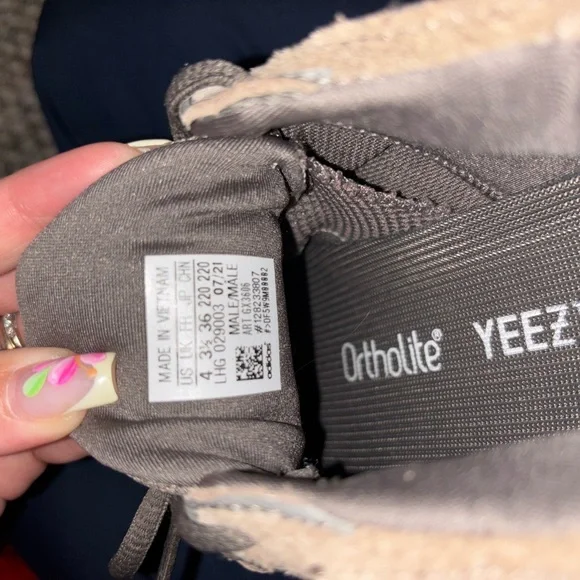 MADE IN VIETNAM
US UK FR JP CHN
4 3½ 36 220 220
LHG 029003 07/21
MALE/MALE
ART.GX3606
#128233807
adidas
Ortholite®
YEEZ